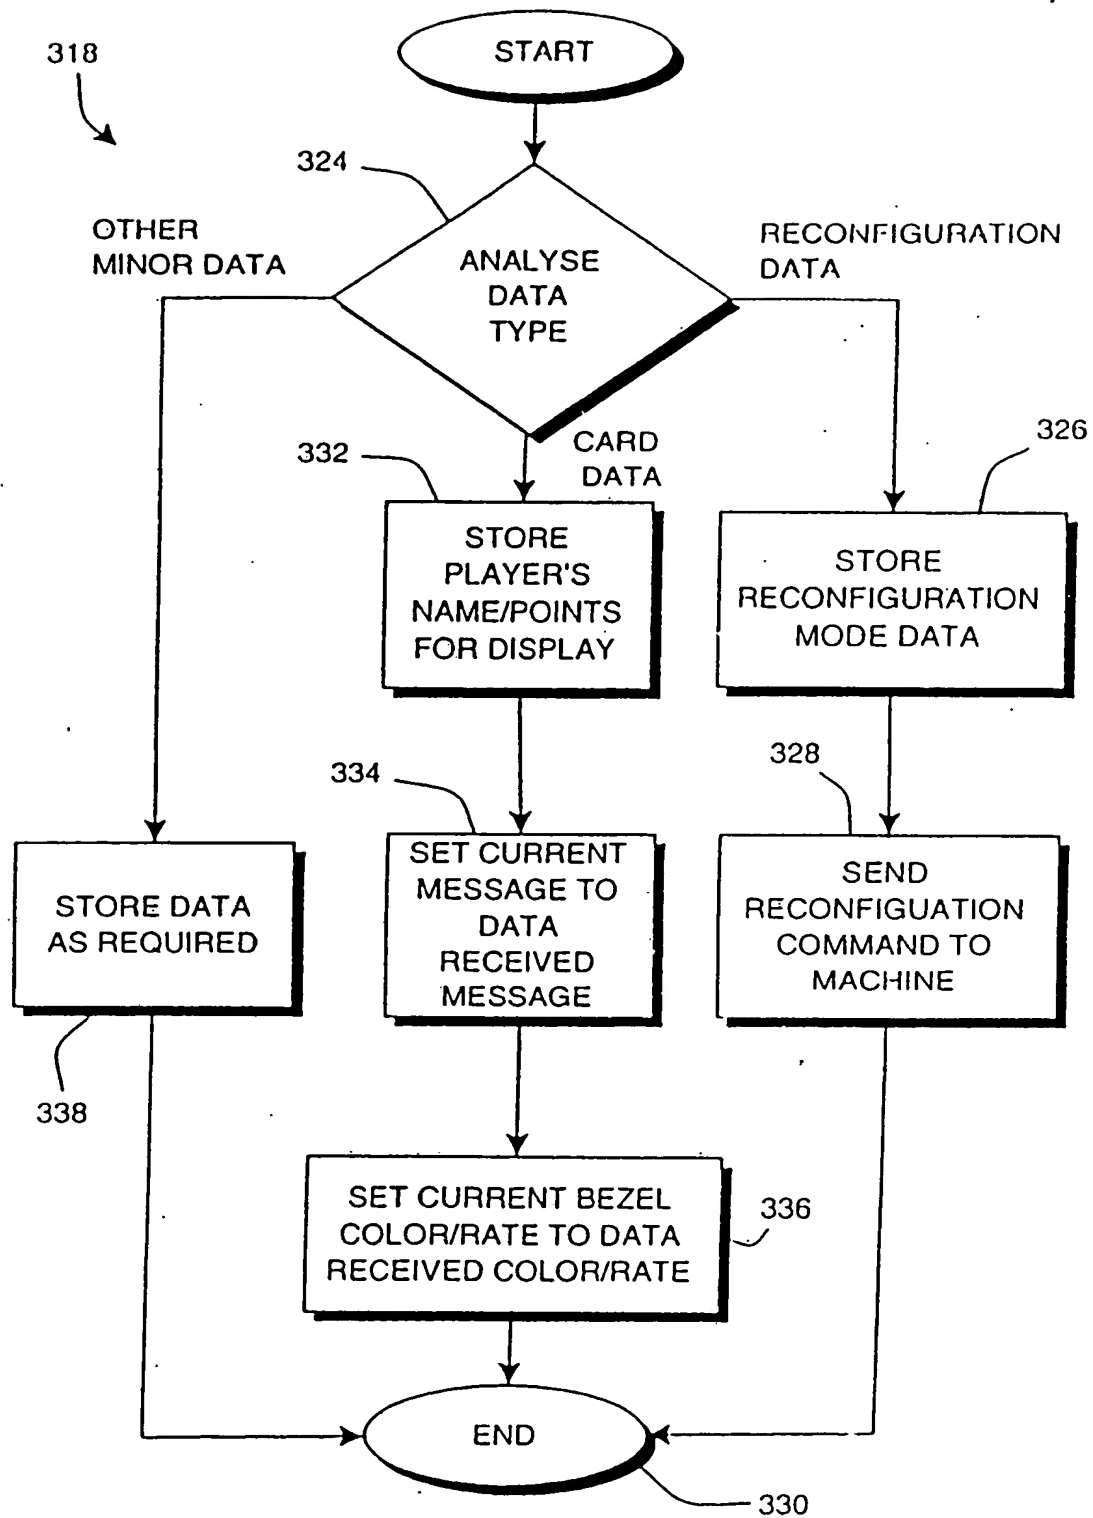 318
START
324
OTHER
MINOR DATA
ANALYSE
DATA
TYPE
RECONFIGURATION
DATA
332
CARD
DATA
326
STORE
PLAYER'S
NAME/POINTS
FOR DISPLAY
STORE
RECONFIGURATION
MODE DATA
334
328
STORE DATA
AS REQUIRED
SET CURRENT
MESSAGE TO
DATA
RECEIVED
MESSAGE
SEND
RECONFIGUATION
COMMAND TO
MACHINE
338
SET CURRENT BEZEL
COLOR/RATE TO DATA
RECEIVED COLOR/RATE
336
END
330